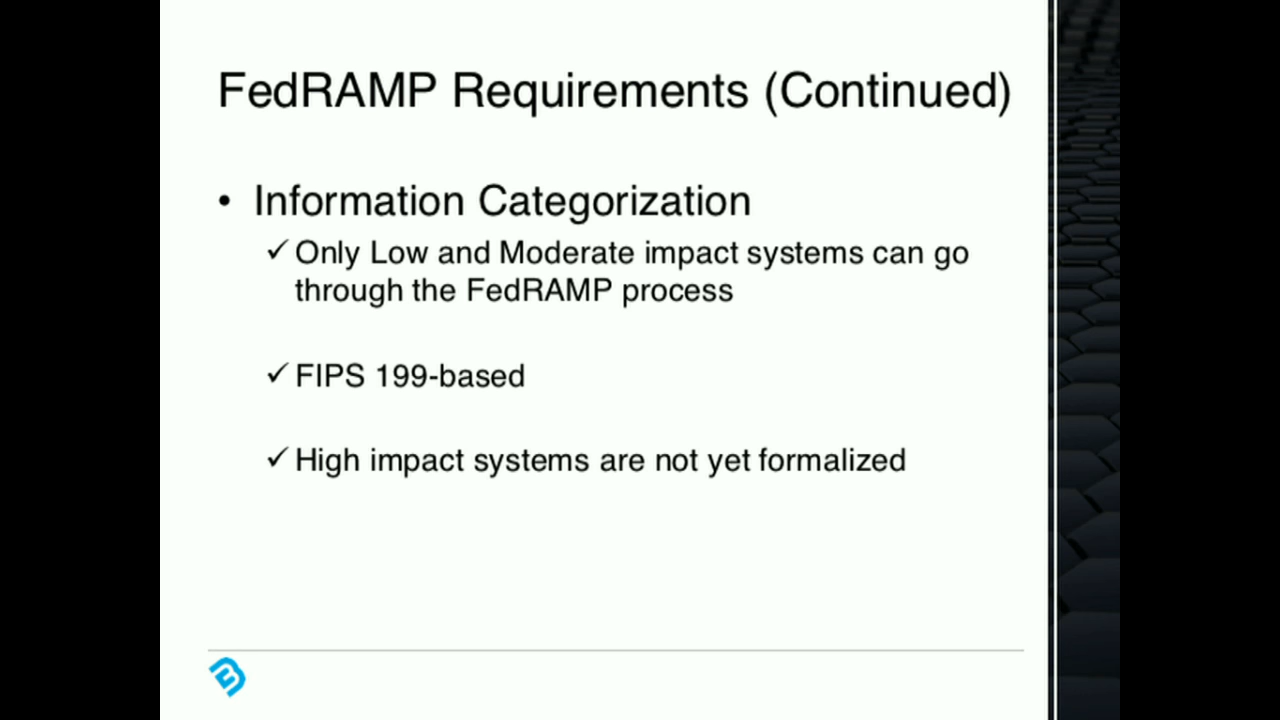 FedRAMP Requirements (Continued)
• Information Categorization
✓ Only Low and Moderate impact systems can go
through the FedRAMP process
✓ FIPS 199-based
✓ High impact systems are not yet formalized